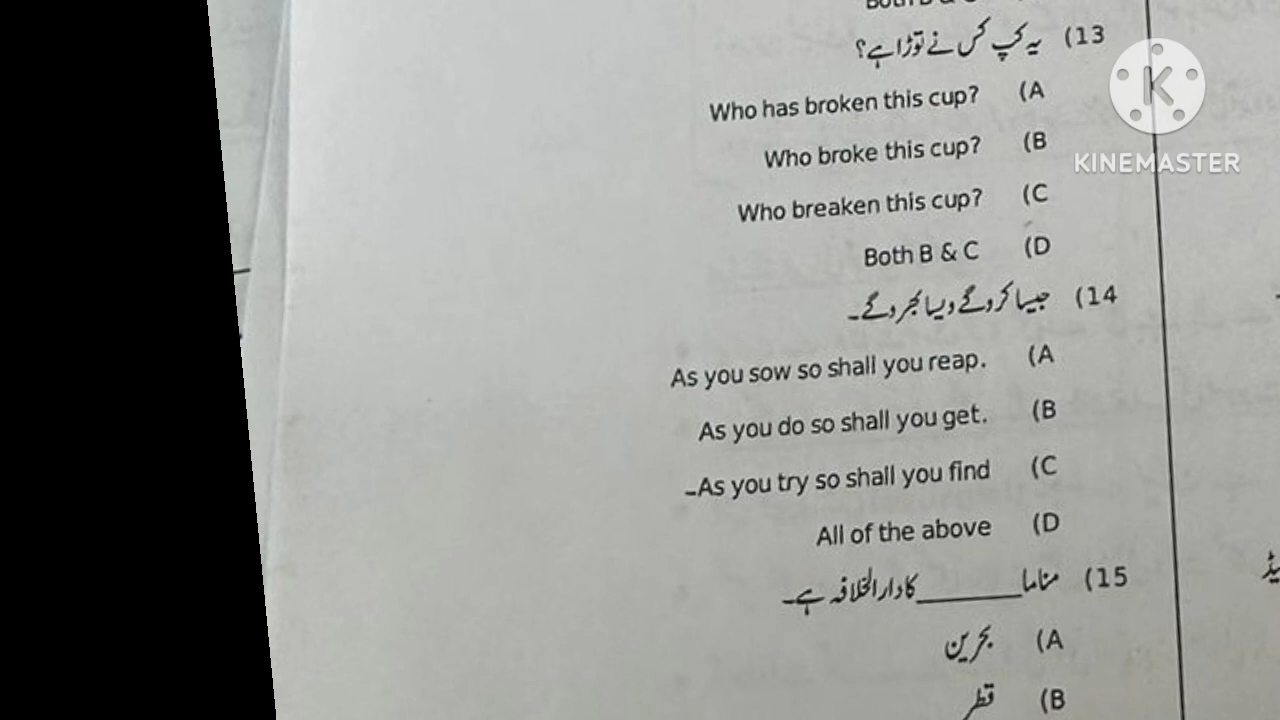 Both B &
13) یہ کپ کس نے توڑا ہے؟
A) Who has broken this cup?
B) Who broke this cup?
C) Who breaken this cup?
D) Both B & C
14) جیسا کرو گے ویسا بھرو گے۔
A) As you sow so shall you reap.
B) As you do so shall you get.
C) As you try so shall you find-
D) All of the above
15) مناما______کا دارالخلافہ ہے۔
A) بحرین
B) قطر
KINEMASTER